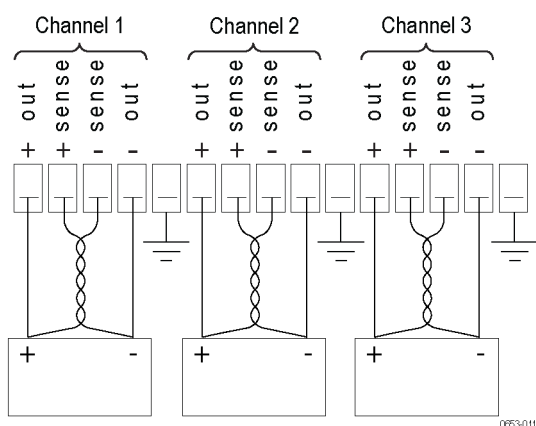 Channel 1 Channel 2 Channel 3
+ out + sense - sense - out + out + sense - sense - out + out + sense - sense - out
+ - + - + -
0653-011